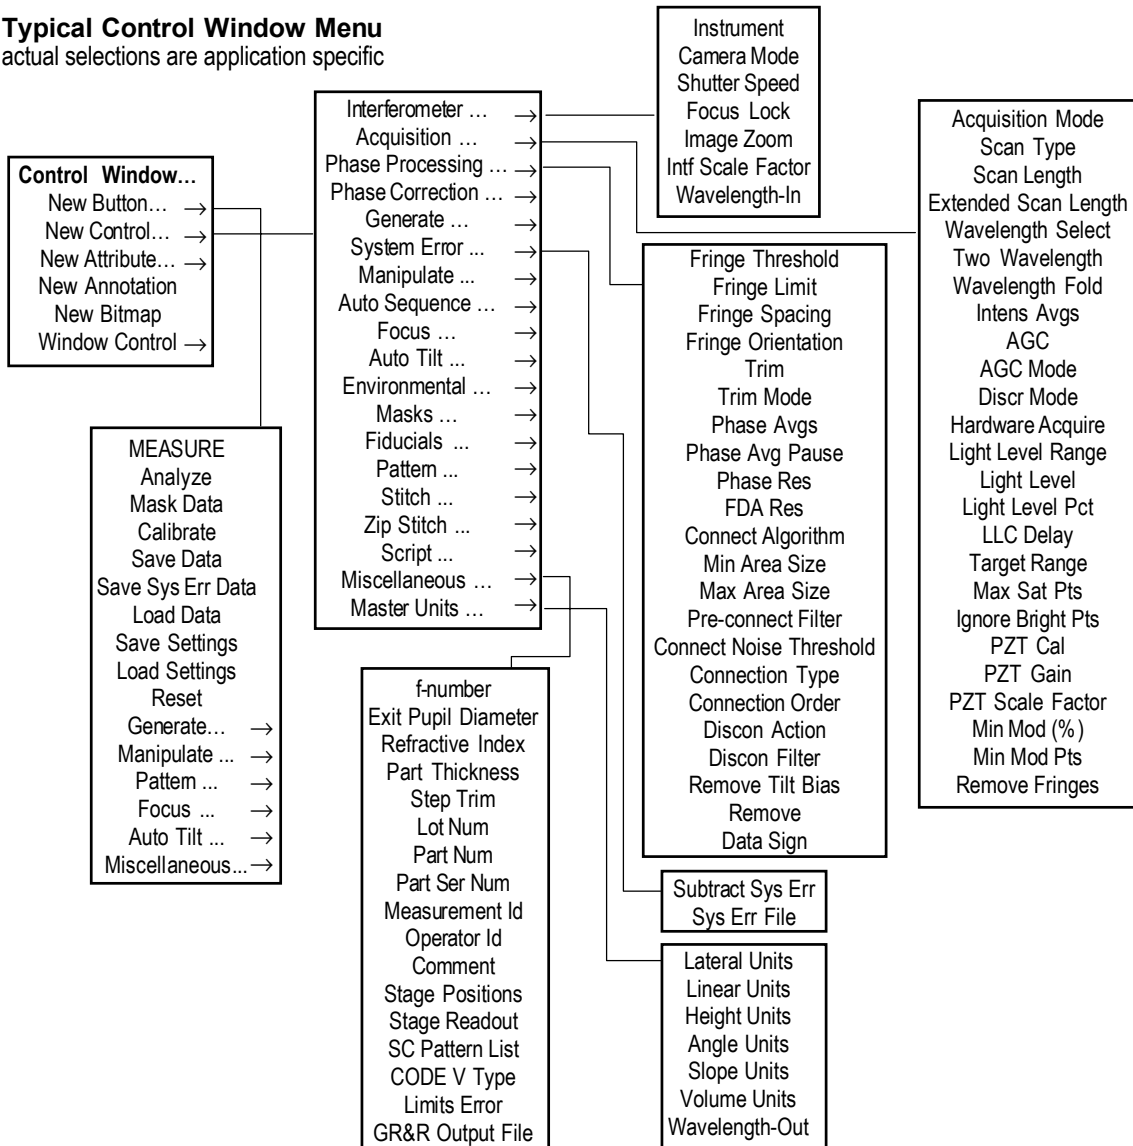 Typical Control Window Menu
actual selections are application specific
Control Window...
New Button... →
New Control... →
New Attribute... →
New Annotation
New Bitmap
Window Control →
MEASURE
Analyze
Mask Data
Calibrate
Save Data
Save Sys Err Data
Load Data
Save Settings
Load Settings
Reset
Generate... →
Manipulate ... →
Pattern ... →
Focus ... →
Auto Tilt ... →
Miscellaneous... →
Interferometer ... →
Acquisition ... →
Phase Processing ... →
Phase Correction ... →
Generate ... →
System Error ... →
Manipulate ... →
Auto Sequence ... →
Focus ... →
Auto Tilt ... →
Environmental ... →
Masks ... →
Fiducials ... →
Pattern ... →
Stitch ... →
Zip Stitch ... →
Script ... →
Miscellaneous ... →
Master Units ... →
Instrument
Camera Mode
Shutter Speed
Focus Lock
Image Zoom
Intf Scale Factor
Wavelength-In
Acquisition Mode
Scan Type
Scan Length
Extended Scan Length
Wavelength Select
Two Wavelength
Wavelength Fold
Intens Avgs
AGC
AGC Mode
Discr Mode
Hardware Acquire
Light Level Range
Light Level
Light Level Pct
LLC Delay
Target Range
Max Sat Pts
Ignore Bright Pts
PZT Cal
PZT Gain
PZT Scale Factor
Min Mod (%)
Min Mod Pts
Remove Fringes
Fringe Threshold
Fringe Limit
Fringe Spacing
Fringe Orientation
Trim
Trim Mode
Phase Avgs
Phase Avg Pause
Phase Res
FDA Res
Connect Algorithm
Min Area Size
Max Area Size
Pre-connect Filter
Connect Noise Threshold
Connection Type
Connection Order
Discon Action
Discon Filter
Remove Tilt Bias
Remove
Data Sign
Subtract Sys Err
Sys Err File
f-number
Exit Pupil Diameter
Refractive Index
Part Thickness
Step Trim
Lot Num
Part Num
Part Ser Num
Measurement Id
Operator Id
Comment
Stage Positions
Stage Readout
SC Pattern List
CODE V Type
Limits Error
GR&R Output File
Lateral Units
Linear Units
Height Units
Angle Units
Slope Units
Volume Units
Wavelength-Out